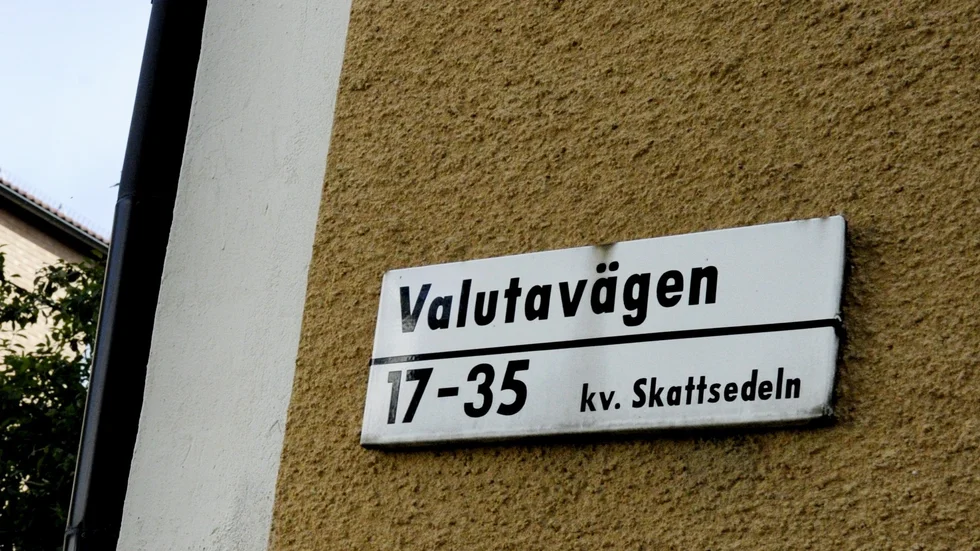 Valutavägen
17-35 kv. Skattsedeln